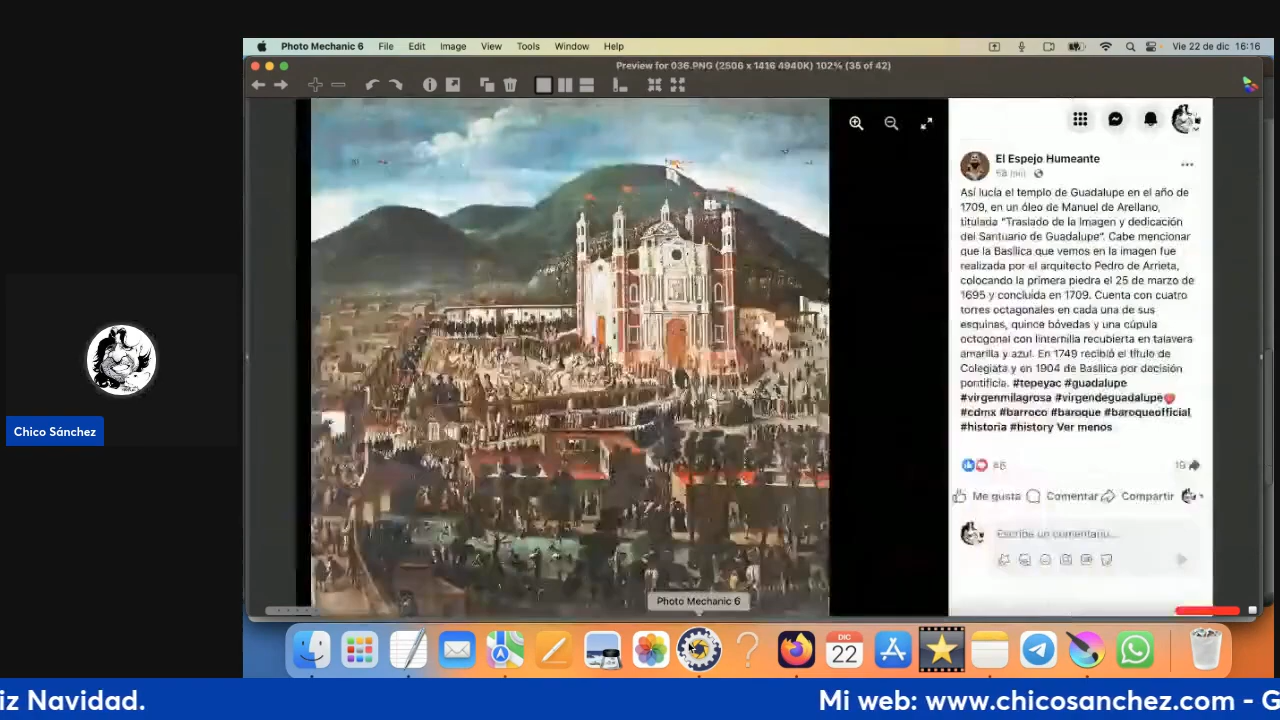 Photo Mechanic 6 File Edit Image View Tools Window Help
Vie 22 de dic 16:16
Preview for 036.PNG (2506 x 1416 4940K) 102% (35 of 42)
El Espejo Humeante
58 min
Así lucía el templo de Guadalupe en el año de
1709, en un óleo de Manuel de Arellano,
titulada "Traslado de la Imagen y dedicación
del Santuario de Guadalupe". Cabe mencionar
que la Basílica que vemos en la imagen fue
realizada por el arquitecto Pedro de Arrieta,
colocando la primera piedra el 25 de marzo de
1695 y concluida en 1709. Cuenta con cuatro
torres octagonales en cada una de sus
esquinas, quince bóvedas y una cúpula
octogonal con linternilla recubierta en talavera
amarilla y azul. En 1749 recibió el título de
Colegiata y en 1904 de Basílica por decisión
pontificia. #tepeyac #guadalupe
#virgenmilagrosa #virgendeguadalupe
#cdmx #barroco #baroque #baroqueofficial
#historia #history Ver menos
19
Me gusta Comentar Compartir
Escribe un comentario...
Chico Sánchez
Photo Mechanic 6
DIC
22
iz Navidad.
Mi web: www.chicosanchez.com - G